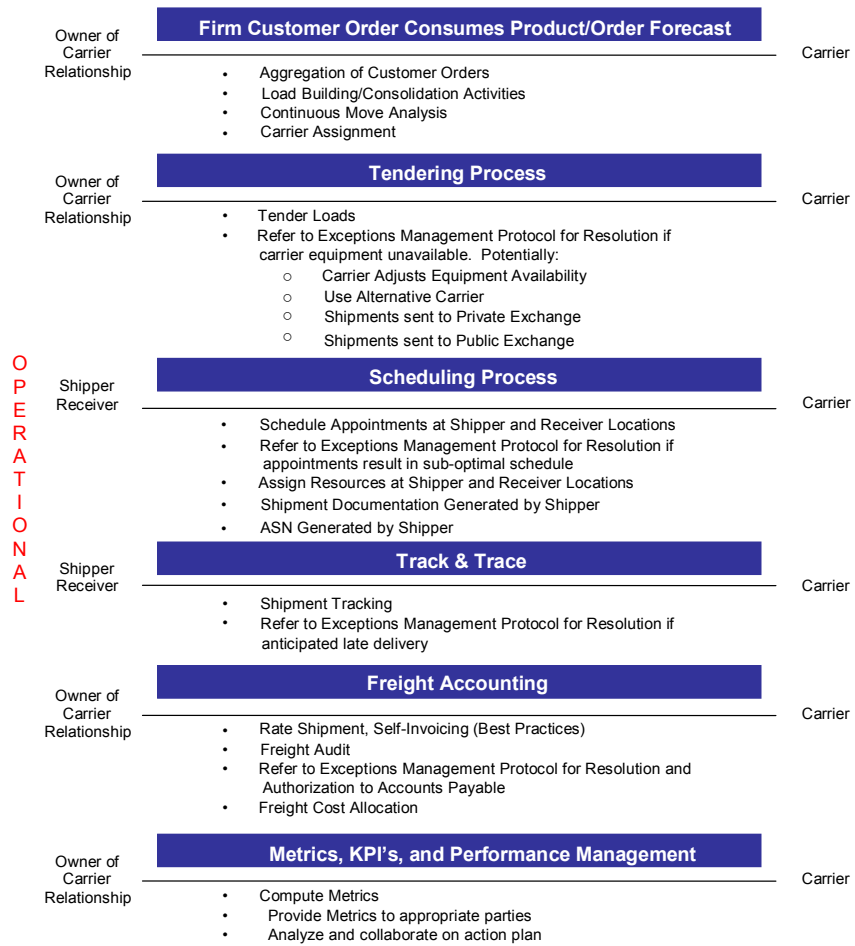 Firm Customer Order Consumes Product/Order Forecast
Owner of
Carrier
Relationship
Carrier
• Aggregation of Customer Orders
• Load Building/Consolidation Activities
• Continuous Move Analysis
• Carrier Assignment
Tendering Process
Owner of
Carrier
Relationship
Carrier
• Tender Loads
• Refer to Exceptions Management Protocol for Resolution if
carrier equipment unavailable. Potentially:
○ Carrier Adjusts Equipment Availability
○ Use Alternative Carrier
○ Shipments sent to Private Exchange
○ Shipments sent to Public Exchange
OPERATIONAL
Scheduling Process
Shipper
Receiver
Carrier
• Schedule Appointments at Shipper and Receiver Locations
• Refer to Exceptions Management Protocol for Resolution if
appointments result in sub-optimal schedule
• Assign Resources at Shipper and Receiver Locations
• Shipment Documentation Generated by Shipper
• ASN Generated by Shipper
Track & Trace
Shipper
Receiver
Carrier
• Shipment Tracking
• Refer to Exceptions Management Protocol for Resolution if
anticipated late delivery
Freight Accounting
Owner of
Carrier
Relationship
Carrier
• Rate Shipment, Self-Invoicing (Best Practices)
• Freight Audit
• Refer to Exceptions Management Protocol for Resolution and
Authorization to Accounts Payable
• Freight Cost Allocation
Metrics, KPI's, and Performance Management
Owner of
Carrier
Relationship
Carrier
• Compute Metrics
• Provide Metrics to appropriate parties
• Analyze and collaborate on action plan